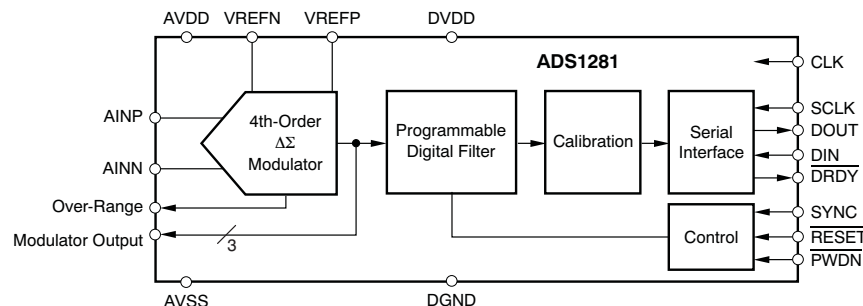 AVDD VREFN VREFP DVDD
ADS1281
CLK
AINP
AINN
Over-Range
Modulator Output
4th-Order
ΔΣ
Modulator
3
Programmable
Digital Filter
Calibration
Serial
Interface
Control
SCLK
DOUT
DIN
DRDY
SYNC
RESET
PWDN
AVSS DGND